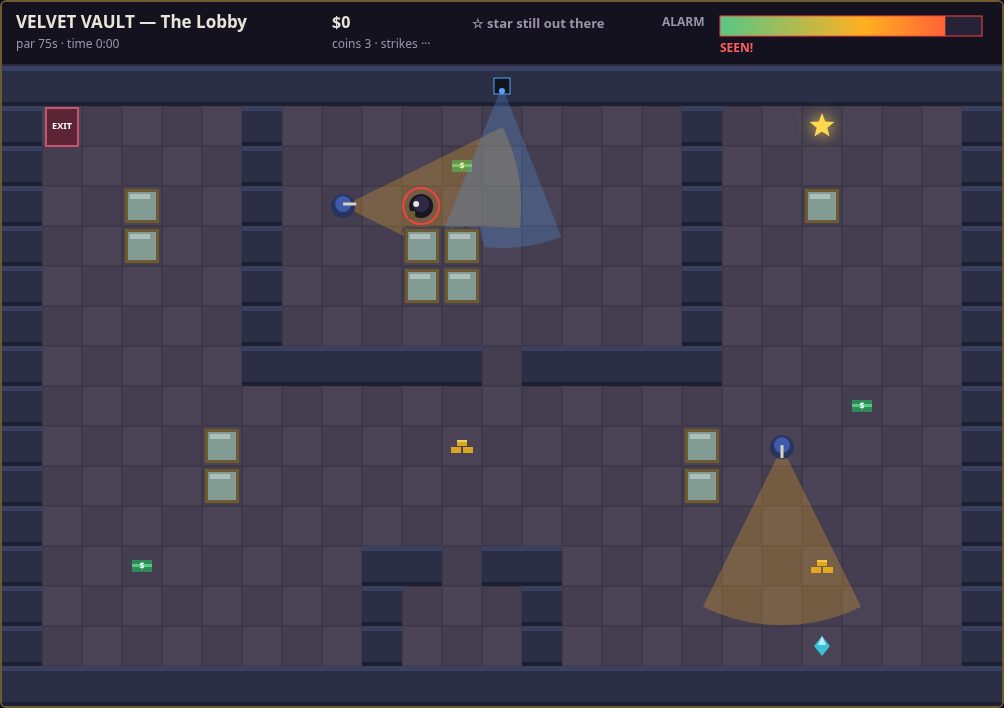 VELVET VAULT — The Lobby
par 75s · time 0:00
$0
coins 3 · strikes ···
☆ star still out there
ALARM
SEEN!
EXIT
$
$
$